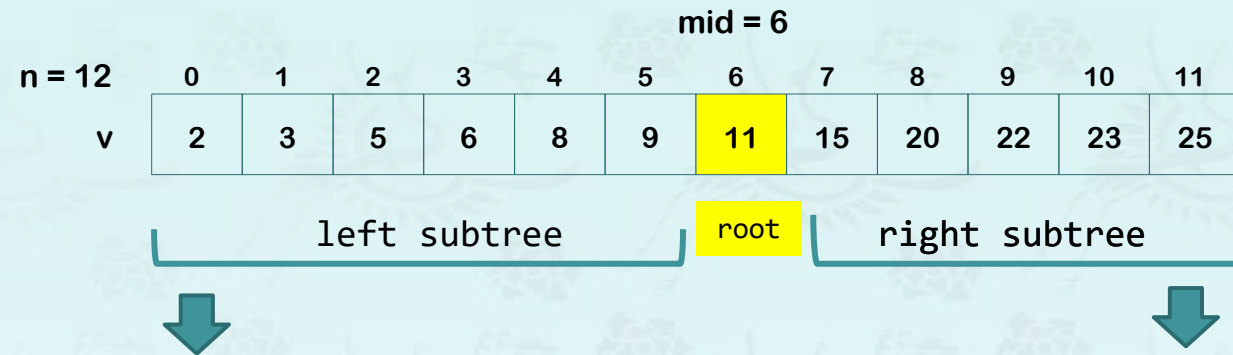 mid = 6
n = 12 0 1 2 3 4 5 6 7 8 9 10 11
v 2 3 5 6 8 9 11 15 20 22 23 25
left subtree root right subtree